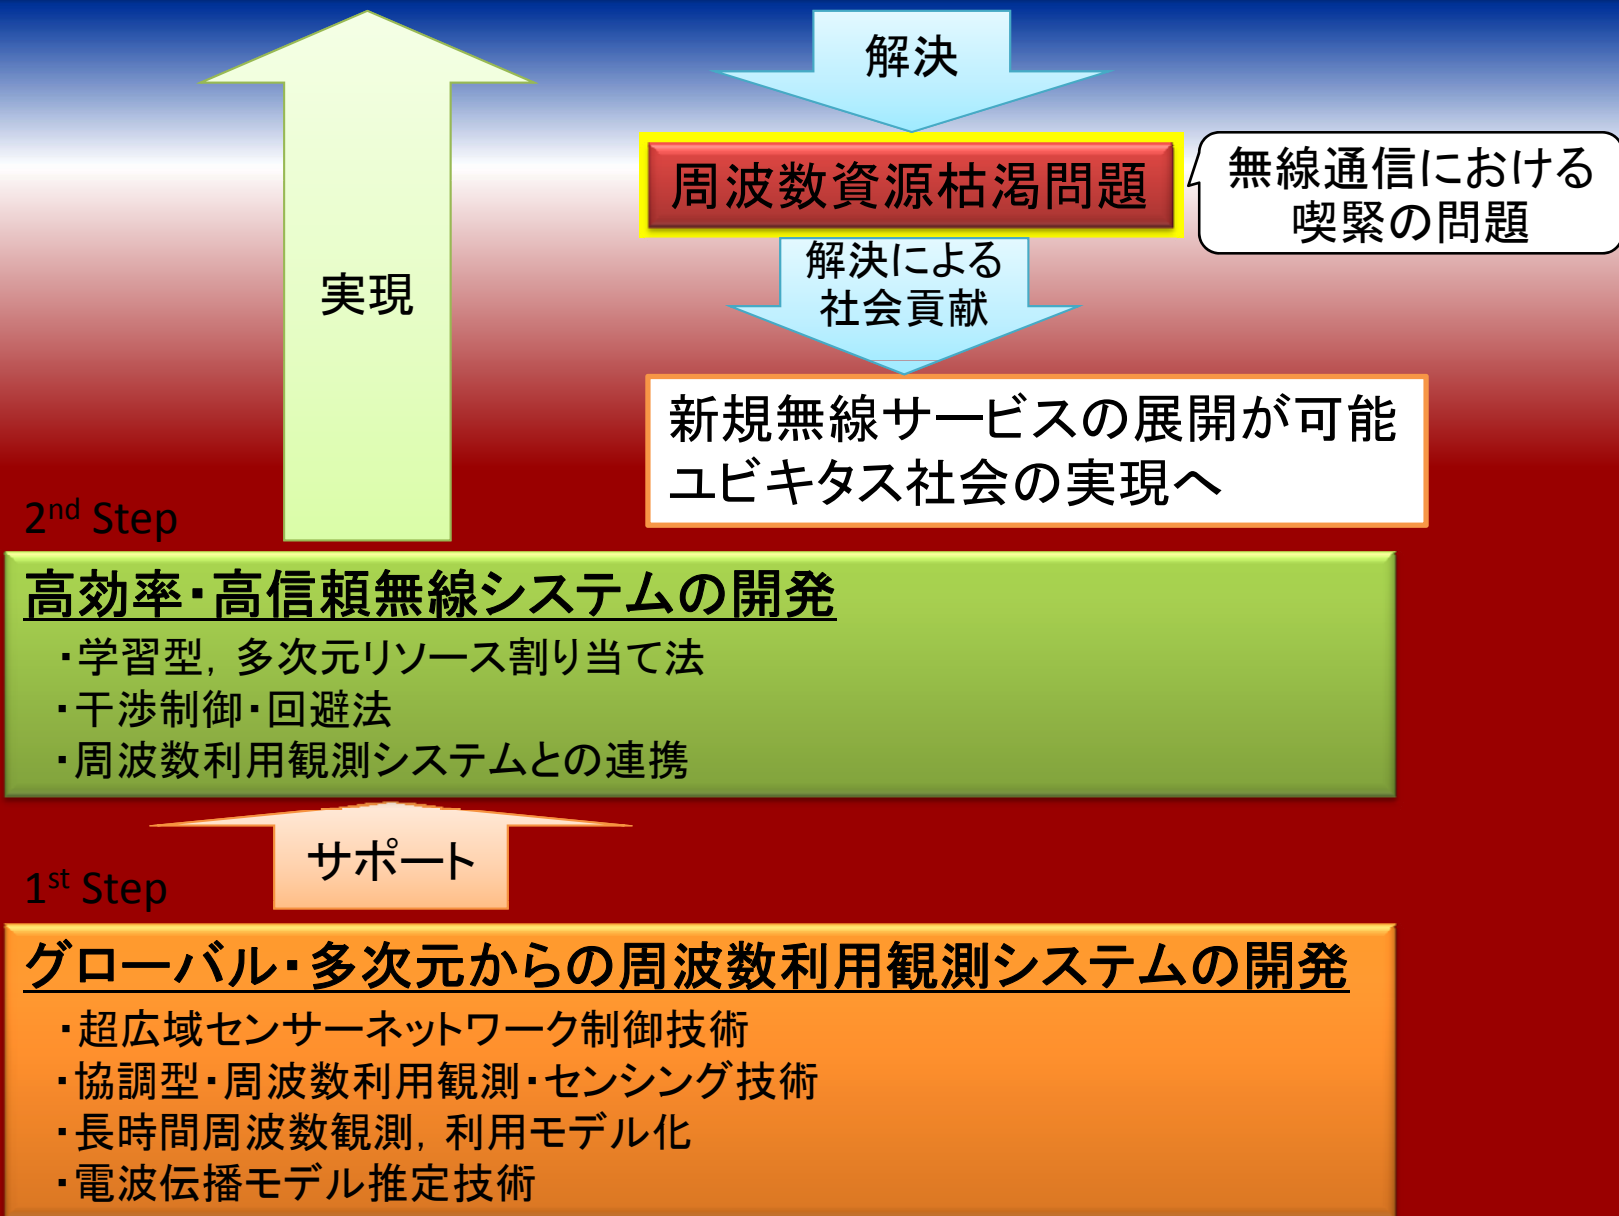 解決
周波数資源枯渇問題
無線通信における
喫緊の問題
解決による
社会貢献
実現
新規無線サービスの展開が可能
ユビキタス社会の実現へ
2nd Step
高効率・高信頼無線システムの開発
・学習型，多次元リソース割り当て法
・干渉制御・回避法
・周波数利用観測システムとの連携
サポート
1st Step
グローバル・多次元からの周波数利用観測システムの開発
・超広域センサーネットワーク制御技術
・協調型・周波数利用観測・センシング技術
・長時間周波数観測，利用モデル化
・電波伝播モデル推定技術